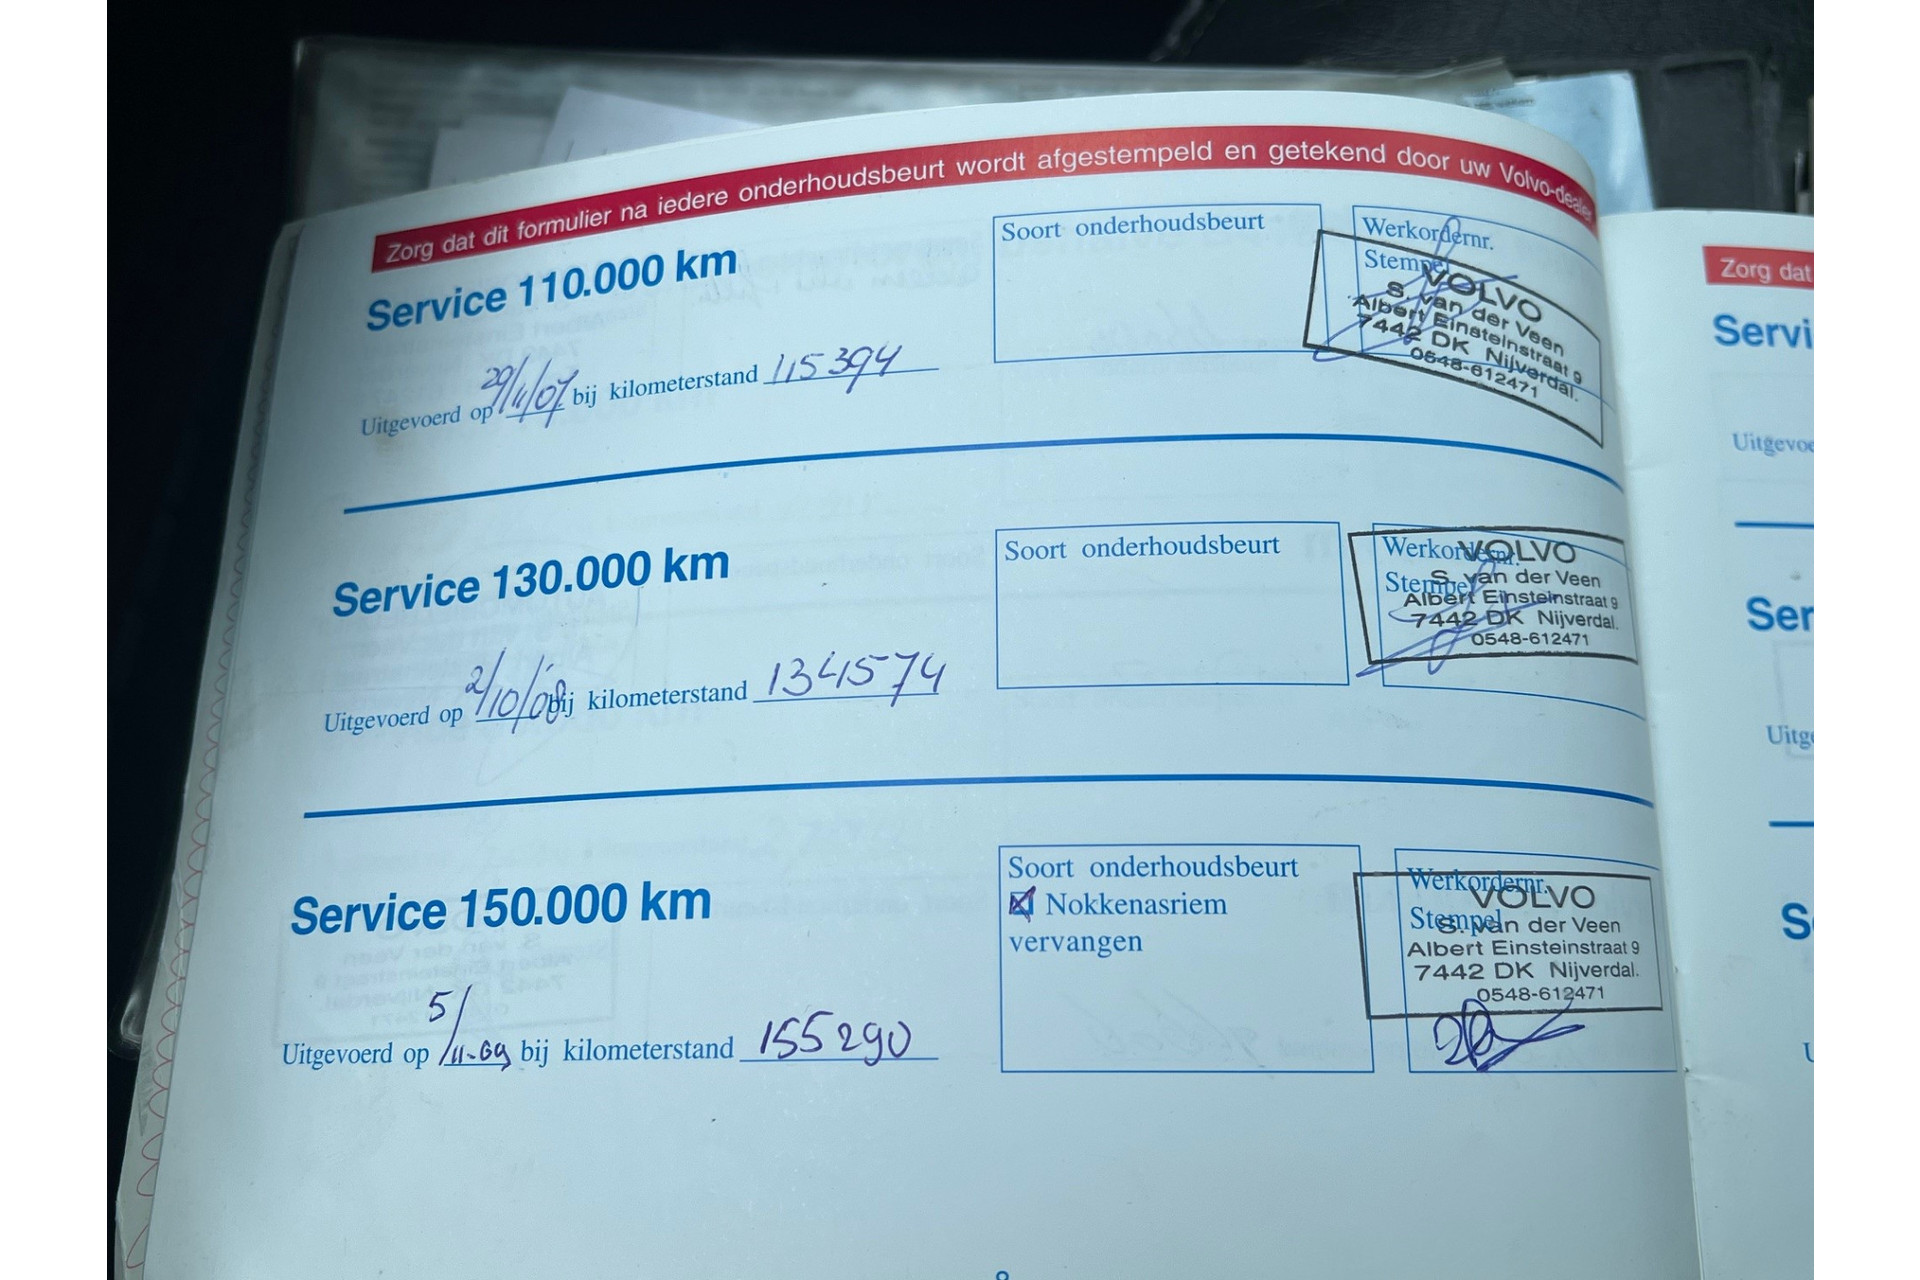 Zorg dat dit formulier na iedere onderhoudsbeurt wordt afgestempeld en getekend door uw Volvo-dealer
Service 110.000 km
Soort onderhoudsbeurt
Werkordernr.
Stempel
VOLVO
S. van der Veen
Albert Einsteinstraat 9
7442 DK Nijverdal.
0548-612471
Uitgevoerd op 29/11/07 bij kilometerstand 115394
Service 130.000 km
Soort onderhoudsbeurt
Werkordernr.
Stempel
VOLVO
S. van der Veen
Albert Einsteinstraat 9
7442 DK Nijverdal.
0548-612471
Uitgevoerd op 2/10/08 bij kilometerstand 134574
Service 150.000 km
Soort onderhoudsbeurt
Nokkenasriem
vervangen
Werkordernr.
Stempel
VOLVO
S. van der Veen
Albert Einsteinstraat 9
7442 DK Nijverdal.
0548-612471
Uitgevoerd op 5/11-09 bij kilometerstand 155290
Zorg dat
Servi
Uitgevoe
Ser
Uitge
S